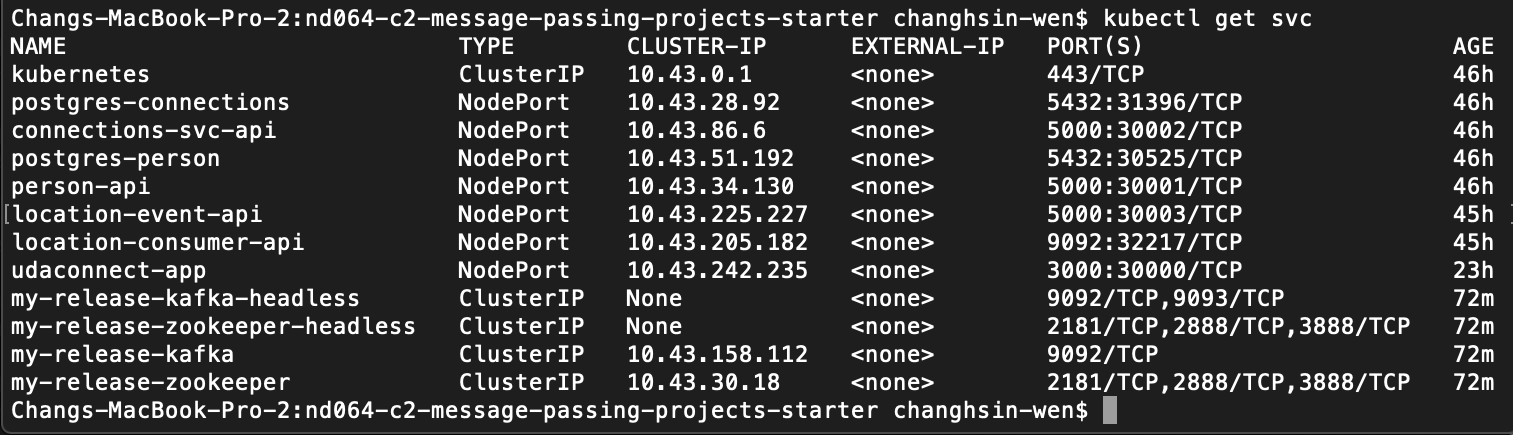 Changs-MacBook-Pro-2:nd064-c2-message-passing-projects-starter changhsin-wen$ kubectl get svc
NAME TYPE CLUSTER-IP EXTERNAL-IP PORT(S) AGE
kubernetes ClusterIP 10.43.0.1 <none> 443/TCP 46h
postgres-connections NodePort 10.43.28.92 <none> 5432:31396/TCP 46h
connections-svc-api NodePort 10.43.86.6 <none> 5000:30002/TCP 46h
postgres-person NodePort 10.43.51.192 <none> 5432:30525/TCP 46h
person-api NodePort 10.43.34.130 <none> 5000:30001/TCP 46h
[location-event-api NodePort 10.43.225.227 <none> 5000:30003/TCP 45h
location-consumer-api NodePort 10.43.205.182 <none> 9092:32217/TCP 45h
udaconnect-app NodePort 10.43.242.235 <none> 3000:30000/TCP 23h
my-release-kafka-headless ClusterIP None <none> 9092/TCP,9093/TCP 72m
my-release-zookeeper-headless ClusterIP None <none> 2181/TCP,2888/TCP,3888/TCP 72m
my-release-kafka ClusterIP 10.43.158.112 <none> 9092/TCP 72m
my-release-zookeeper ClusterIP 10.43.30.18 <none> 2181/TCP,2888/TCP,3888/TCP 72m
Changs-MacBook-Pro-2:nd064-c2-message-passing-projects-starter changhsin-wen$